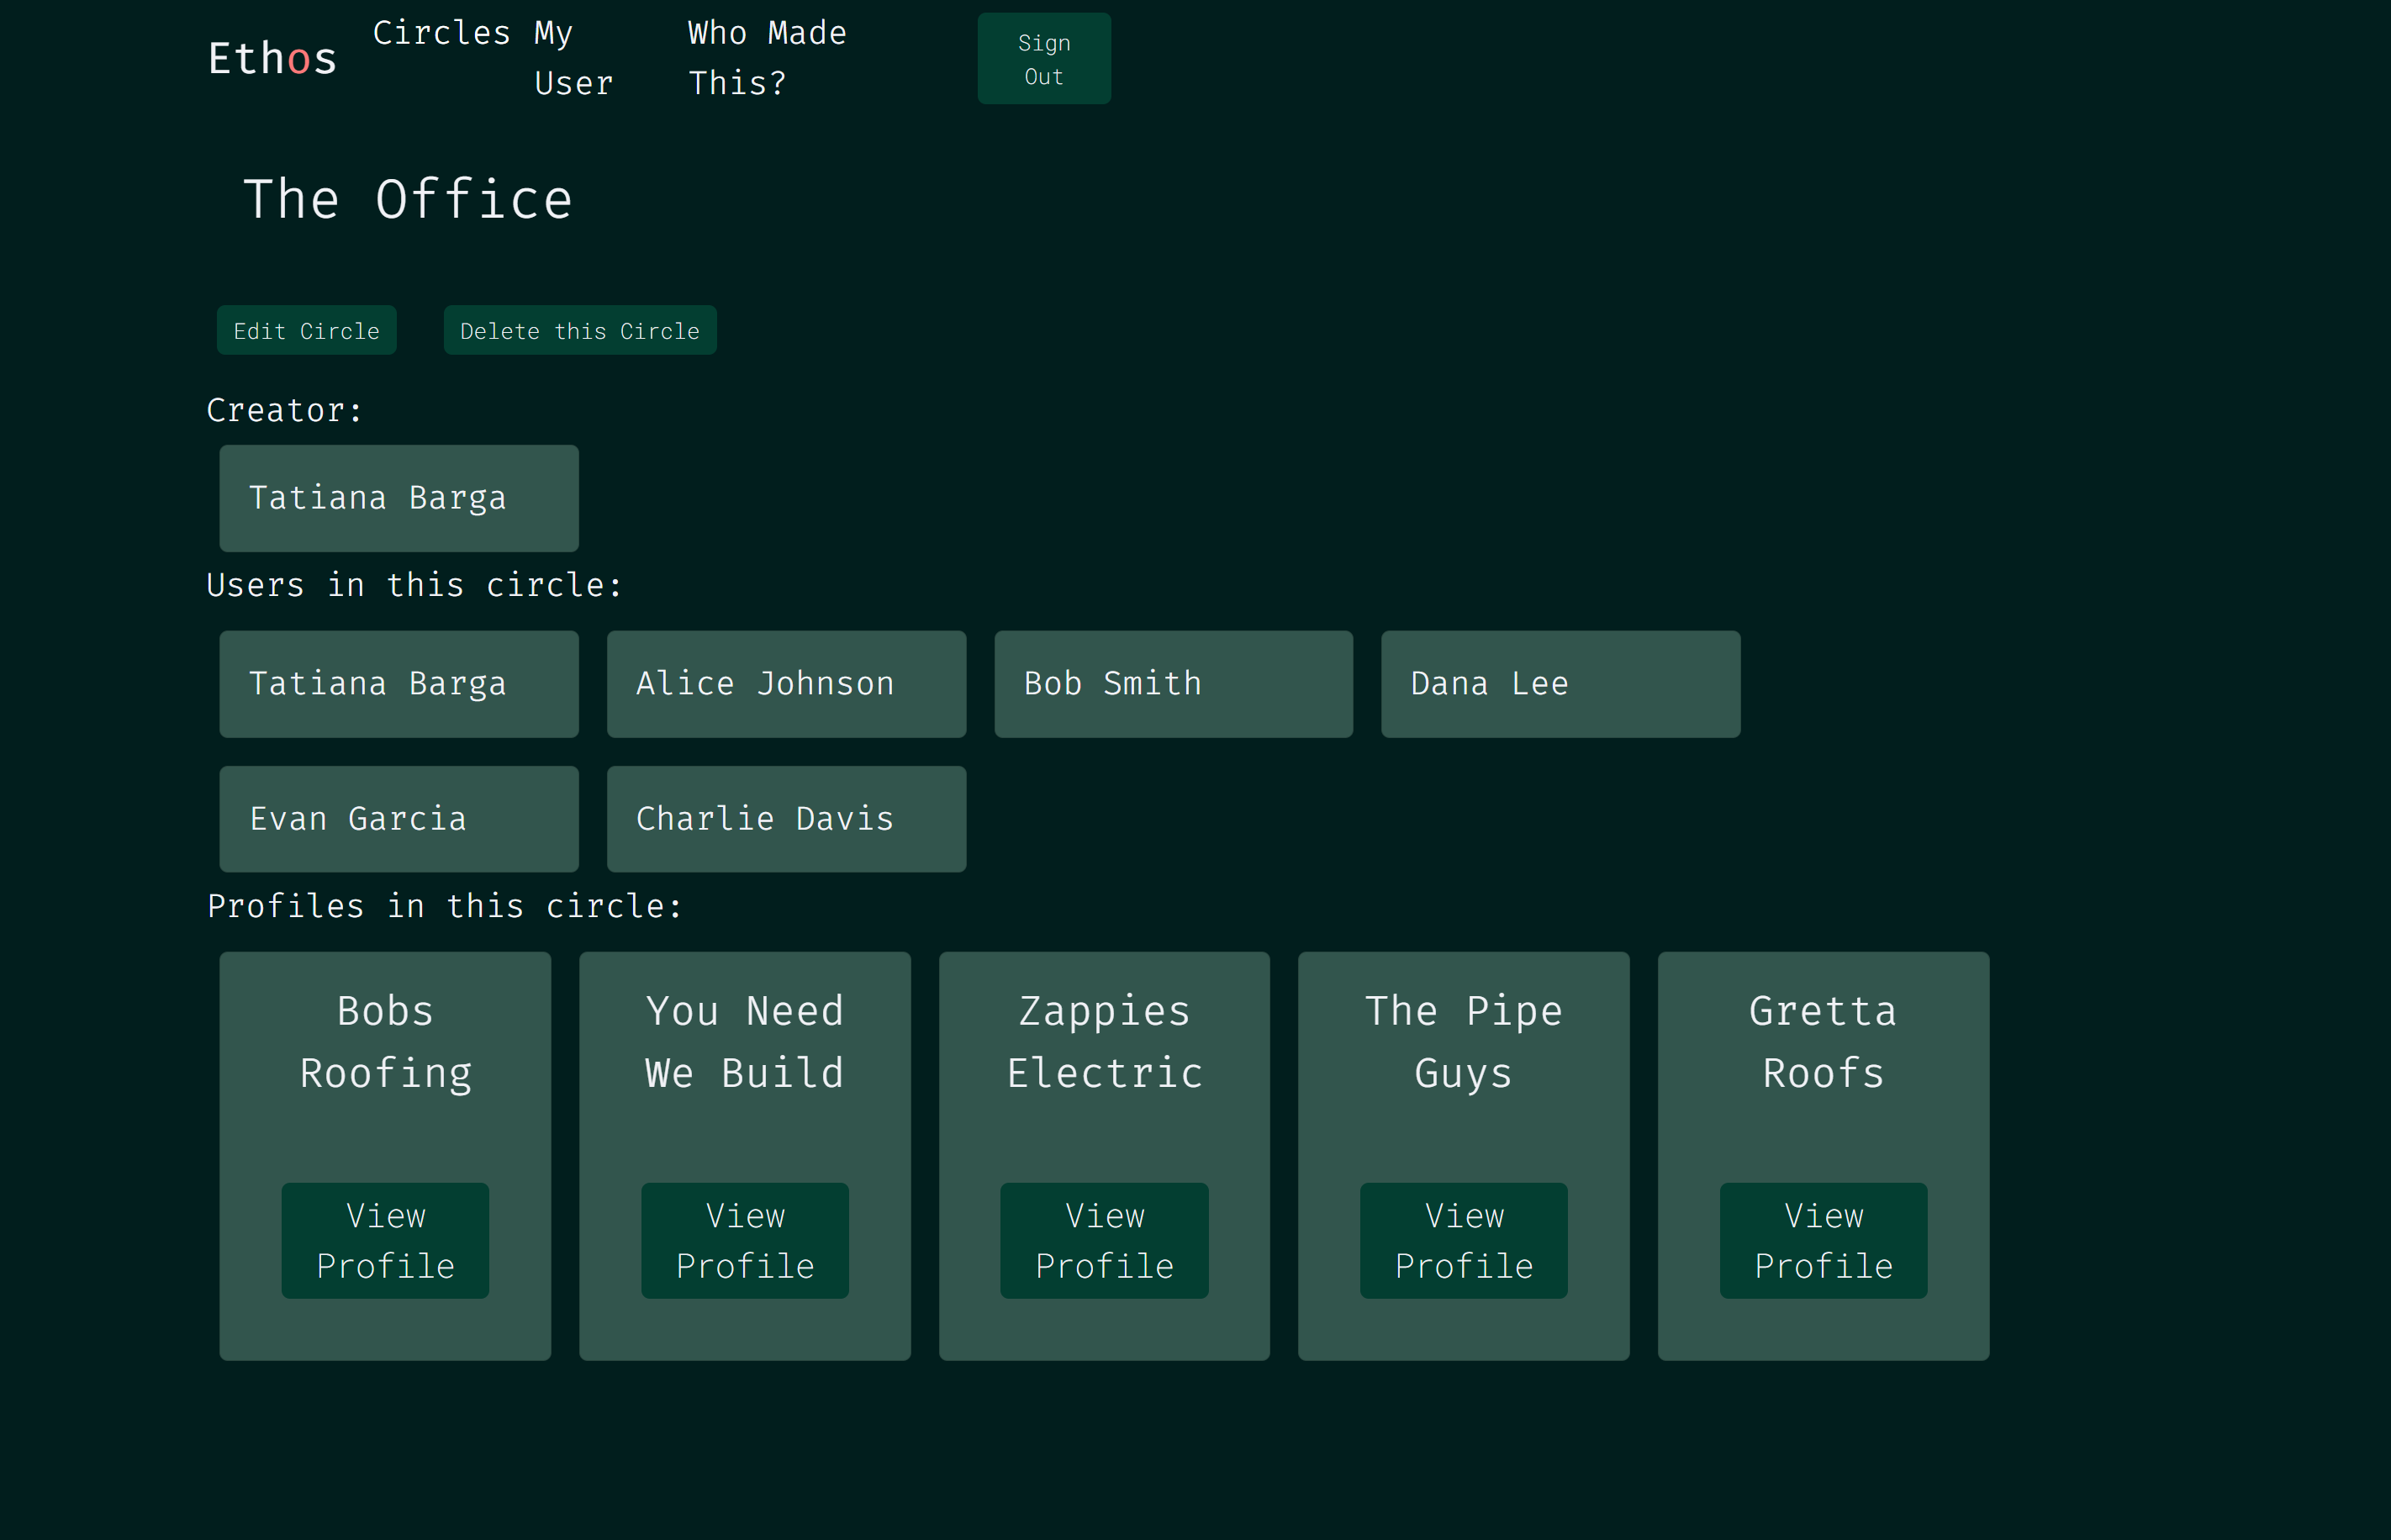 Ethos
Circles
My
User
Who Made
This?
Sign
Out
The Office
Edit Circle
Delete this Circle
Creator:
Tatiana Barga
Users in this circle:
Tatiana Barga
Alice Johnson
Bob Smith
Dana Lee
Evan Garcia
Charlie Davis
Profiles in this circle:
Bobs
Roofing
View
Profile
You Need
We Build
View
Profile
Zappies
Electric
View
Profile
The Pipe
Guys
View
Profile
Gretta
Roofs
View
Profile